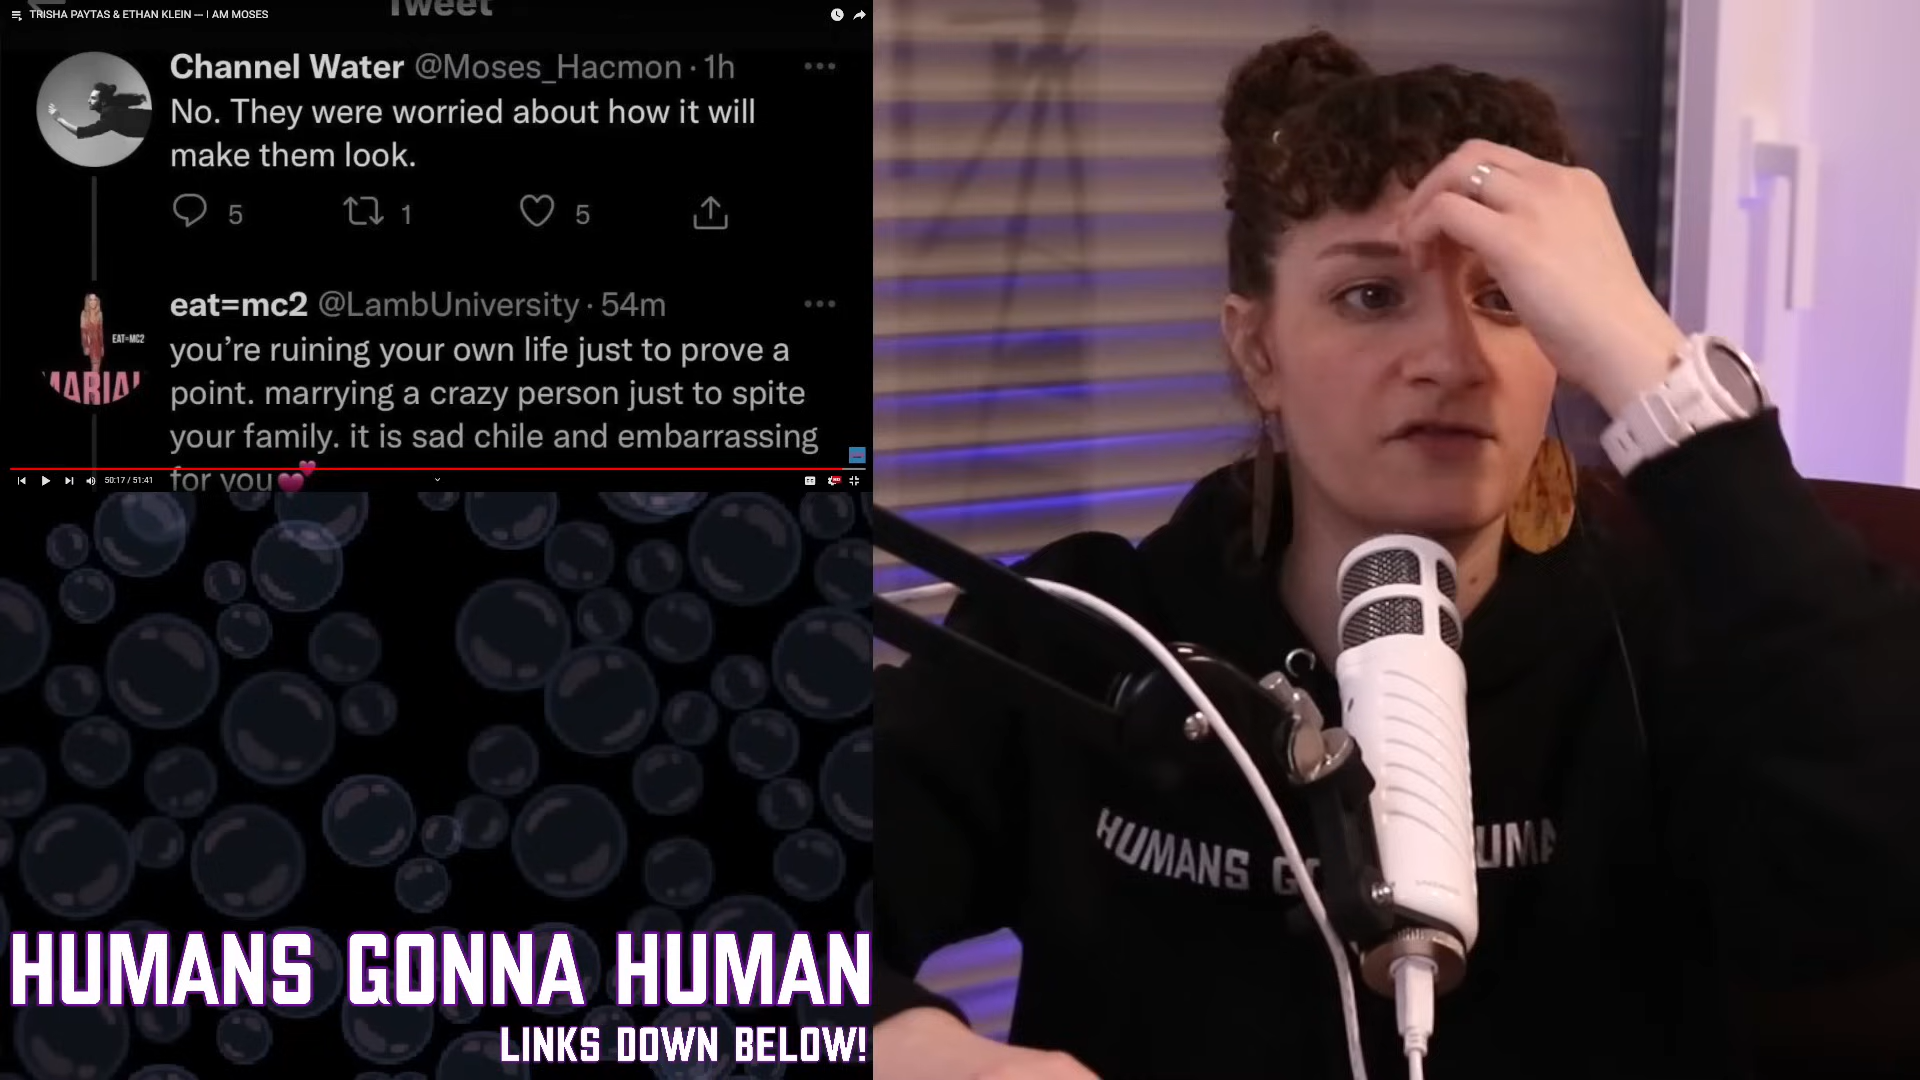 TRISHA PAYTAS & ETHAN KLEIN — I AM MOSES
Tweet
Channel Water @Moses_Hacmon · 1h
No. They were worried about how it will
make them look.
5 1 5
eat=mc2 @LambUniversity · 54m
EAT=MC2
you’re ruining your own life just to prove a
point. marrying a crazy person just to spite
your family. it is sad chile and embarrassing
for you💕
50:17 / 51:41
HUMANS GONNA HUMAN
LINKS DOWN BELOW!
HUMANS